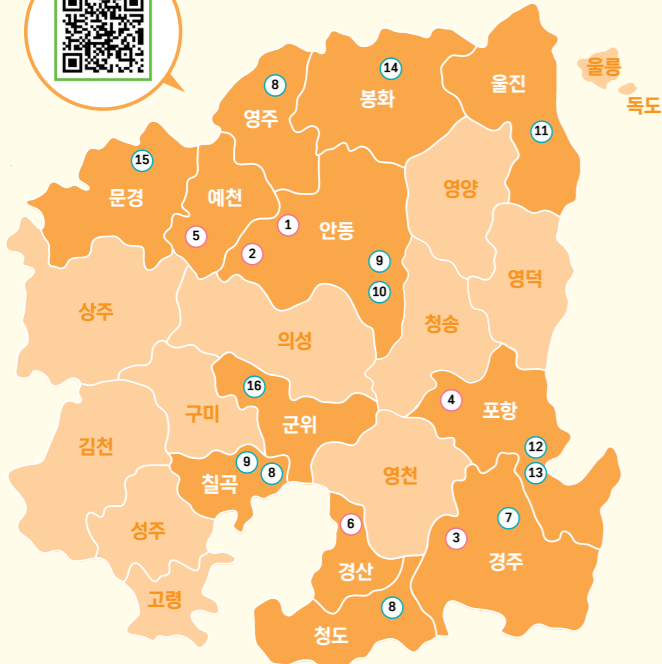 14
울진
울릉
8
봉화
독도
영주
11
15
영양
문경
예천
1
안동
5
2
9
영덕
10
상주
청송
의성
16
4
포항
구미
군위
김천
12
9
13
칠곡
8
영천
7
성주
6
3
경산
경주
고령
8
청도